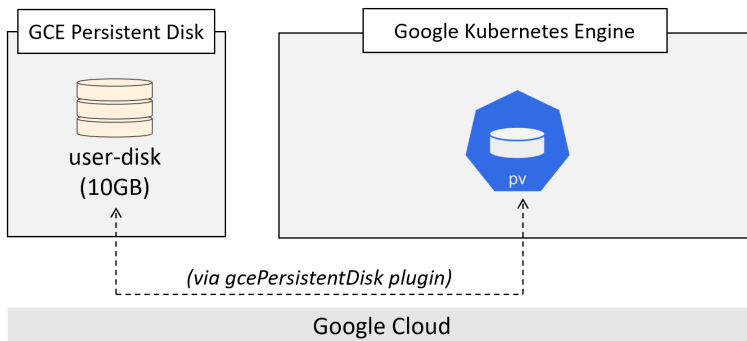 GCE Persistent Disk
Google Kubernetes Engine
user-disk
(10GB)
pv
(via gcePersistentDisk plugin)
Google Cloud